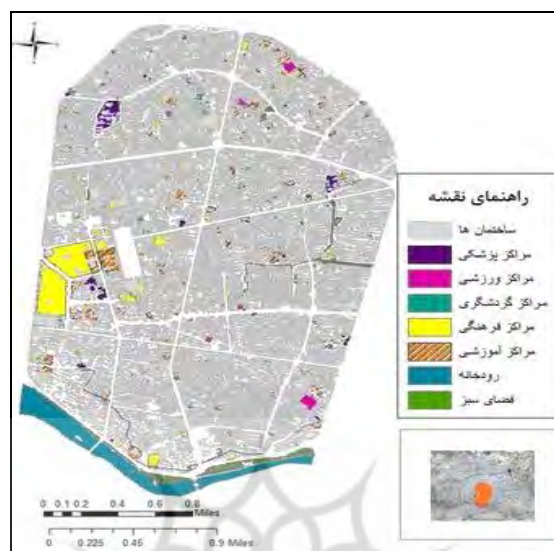 راهنمای نقشه
ساختمان ها
مراکز پزشکی
مراکز ورزشی
مراکز گردشگری
مراکز فرهنگی
مراکز آموزشی
رودخانه
فضای سبز
0 0.1 0.2 0.4 0.6 0.8
Miles
0 0.225 0.45 0.9 Miles